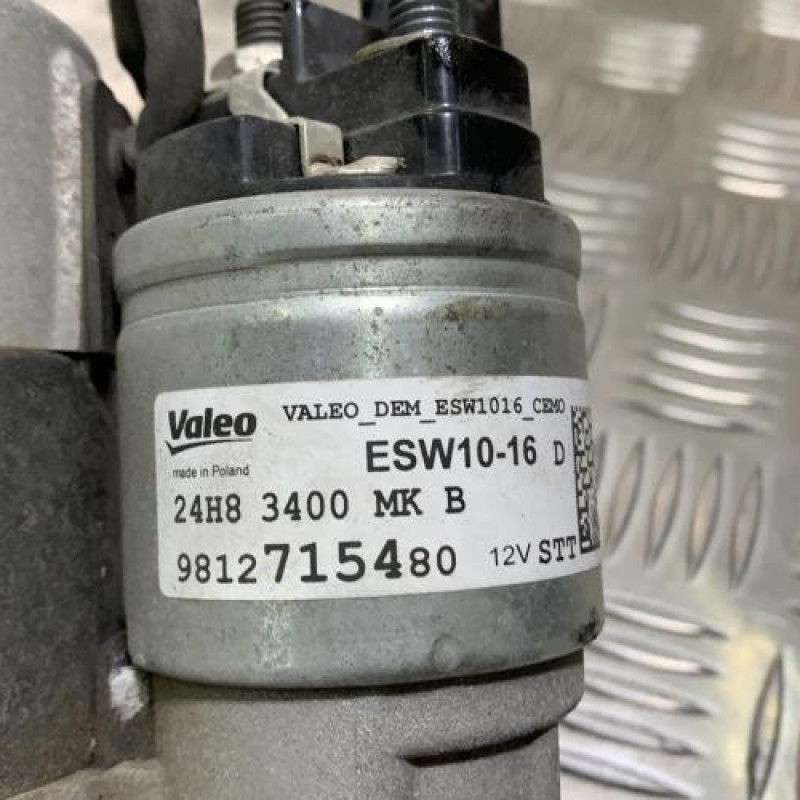 Valeo VALEO_DEM_ESW1016_CEMO
made in Poland ESW10-16 D
24H8 3400 MK B
9812715480 12V STT